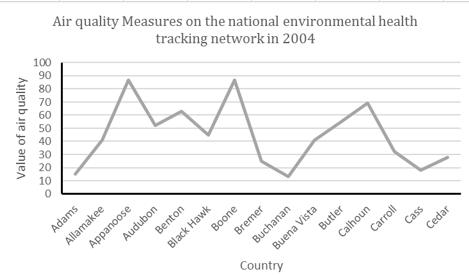 Air quality Measures on the national environmental health
tracking network in 2004
Value of air quality
100
90
80
70
60
50
40
30
20
10
0
Adams
Allamakee
Appanoose
Audubon
Benton
Black Hawk
Boone
Bremer
Buchanan
Buena Vista
Butler
Calhoun
Carroll
Cass
Cedar
Country